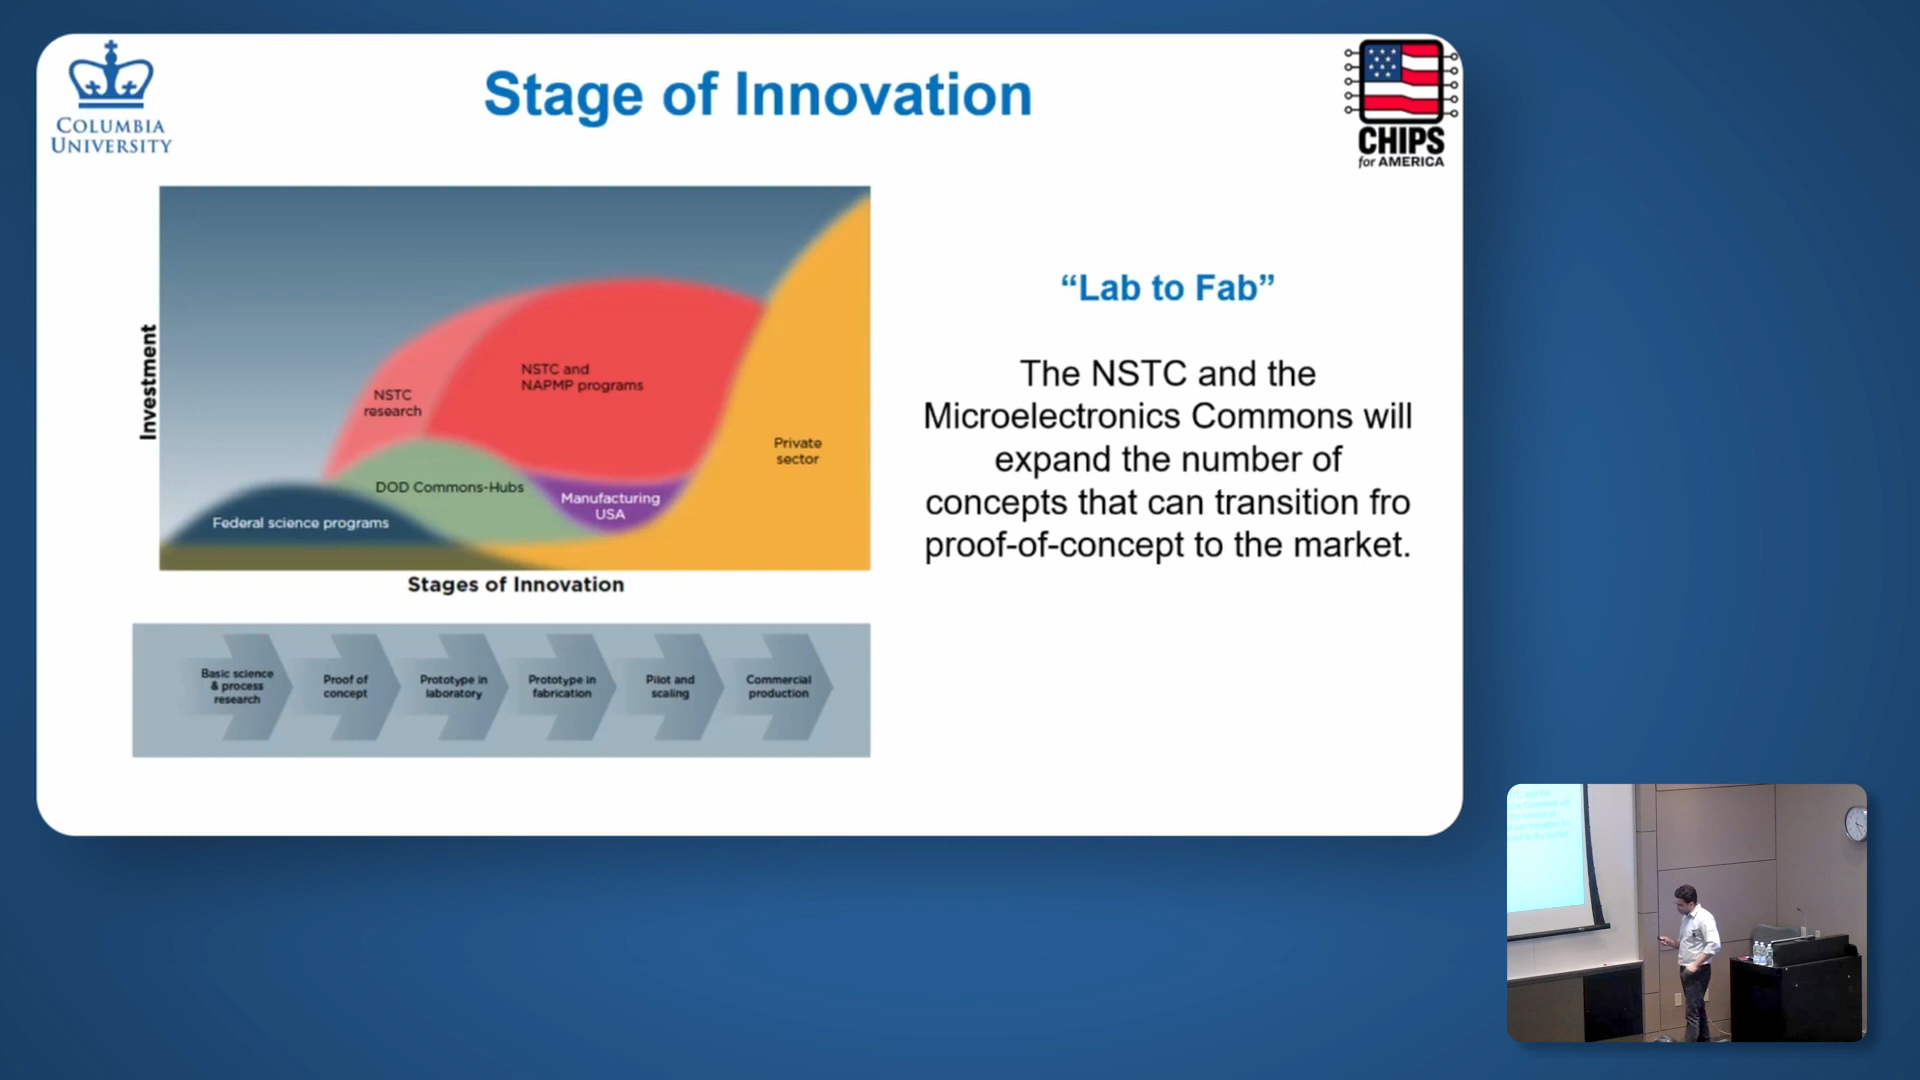 COLUMBIA
UNIVERSITY
Stage of Innovation
CHIPS
for AMERICA
Investment
NSTC
research
NSTC and
NAPMP programs
Private
sector
DOD Commons-Hubs
Manufacturing
USA
Federal science programs
Stages of Innovation
Basic science
& process
research
Proof of
concept
Prototype in
laboratory
Prototype in
fabrication
Pilot and
scaling
Commercial
production
“Lab to Fab”
The NSTC and the
Microelectronics Commons will
expand the number of
concepts that can transition fro
proof-of-concept to the market.